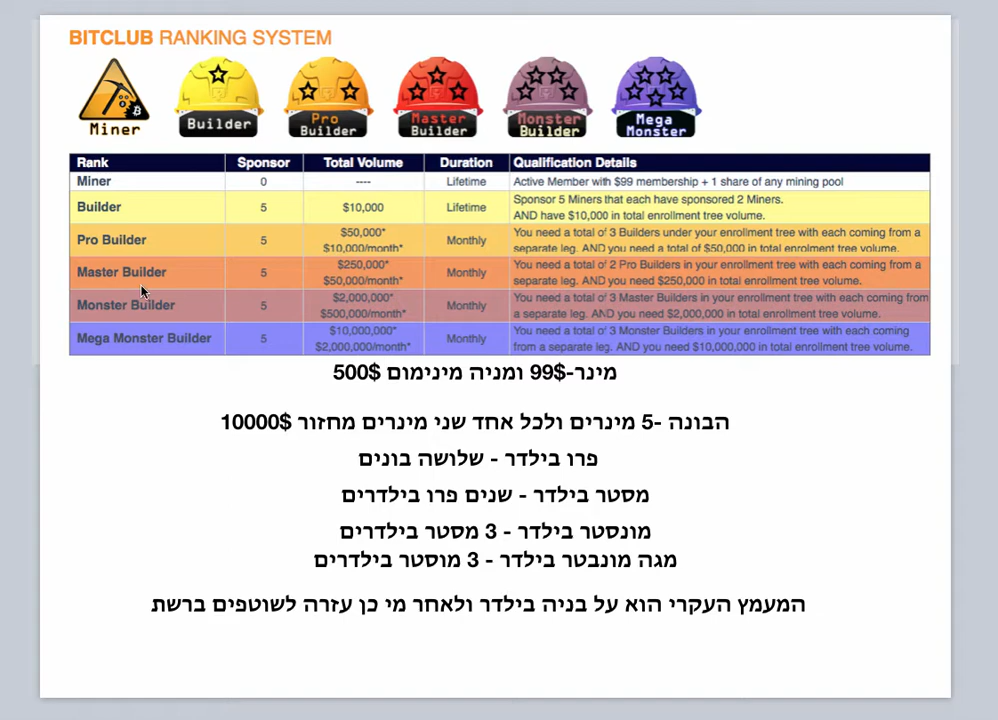 BITCLUB RANKING SYSTEM
Miner
Builder
Pro
Builder
Master
Builder
Monster
Builder
Mega
Monster
Rank Sponsor Total Volume Duration Qualification Details
Miner 0 ---- Lifetime Active Member with $99 membership + 1 share of any mining pool
Builder 5 $10,000 Lifetime Sponsor 5 Miners that each have sponsored 2 Miners.
AND have $10,000 in total enrollment tree volume.
Pro Builder 5 $50,000* Monthly You need a total of 3 Builders under your enrollment tree with each coming from a
$10,000/month* separate leg. AND you need a total of $50,000 in total enrolment tree volume.
Master Builder 5 $250,000* Monthly You need a total of 2 Pro Builders in your enrollment tree with each coming from a
$50,000/month* separate leg. AND you need $250,000 in total enrollment tree volume.
Monster Builder 5 $2,000,000* Monthly You need a total of 3 Master Builders in your enrollment tree with each coming from
$500,000/month* a separate leg. AND you need $2,000,000 in total enrollment tree volume.
Mega Monster Builder 5 $10,000,000* Monthly You need a total of 3 Monster Builders in your enrollment tree with each coming
$2,000,000/month* from a separate leg. AND you need $10,000,000 in total enrollment tree volume.
מינר-99$ ומניה מינימום 500$
הבונה -5 מינרים ולכל אחד שני מינרים מחזור 10000$
פרו בילדר - שלושה בונים
מסטר בילדר - שנים פרו בילדרים
מונסטר בילדר - 3 מסטר בילדרים
מגה מונבטר בילדר - 3 מוסטר בילדרים
המעמץ העקרי הוא על בניה בילדר ולאחר מי כן עזרה לשוטפים ברשת